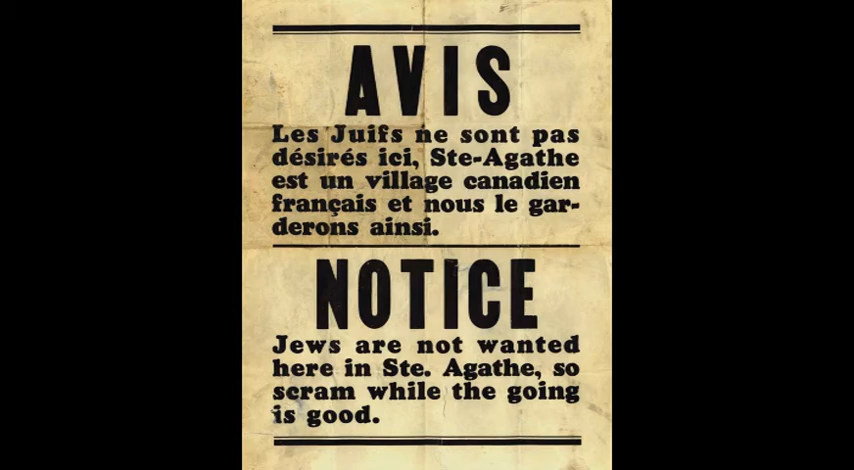 AVIS
Les Juifs ne sont pas
désirés ici, Ste-Agathe
est un village canadien
français et nous le gar-
derons ainsi.
NOTICE
Jews are not wanted
here in Ste. Agathe, so
scram while the going
is good.